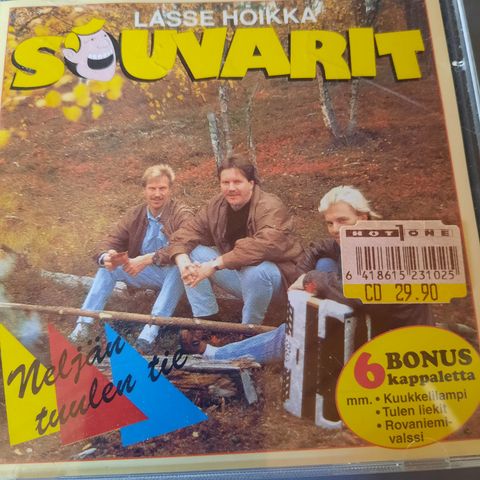 LASSE HOIKKA
SOUVARIT
HOT ONE
6 418615 231025
CD 29.90
Neljän
tuulen tie
6 BONUS
kappaletta
mm. • Kuukkelilampi
• Tulen liekit
• Rovaniemi-
valssi